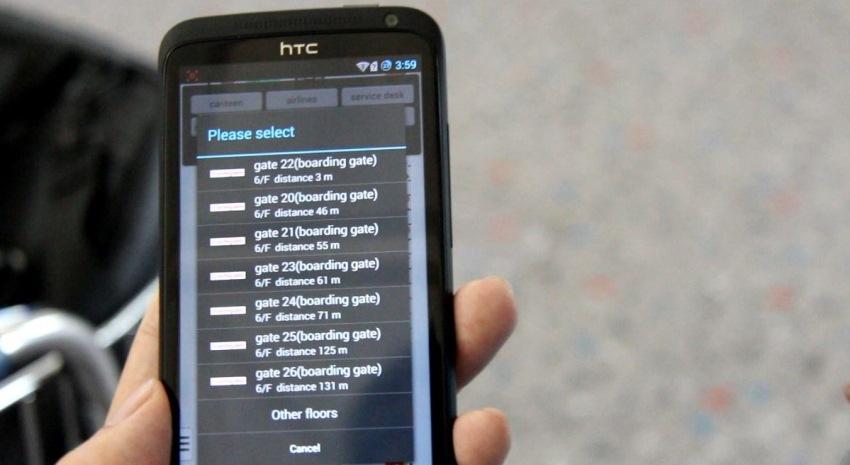 hTC
3:59
canteen airlines service desk
Please select
gate 22(boarding gate)
6/F distance 3 m
gate 20(boarding gate)
6/F distance 46 m
gate 21(boarding gate)
6/F distance 55 m
gate 23(boarding gate)
6/F distance 61 m
gate 24(boarding gate)
6/F distance 71 m
gate 25(boarding gate)
6/F distance 125 m
gate 26(boarding gate)
6/F distance 131 m
Other floors
Cancel